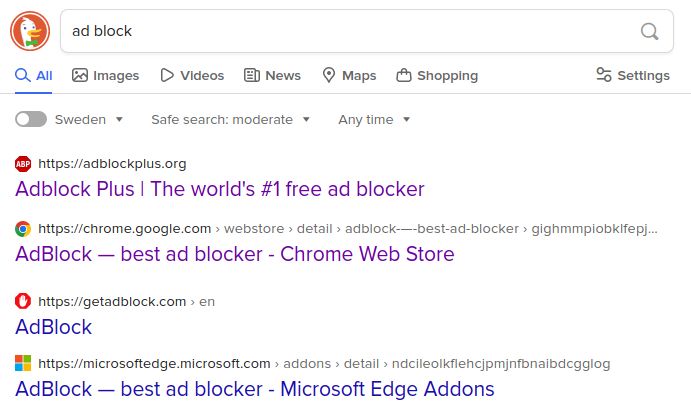 ad block
All Images Videos News Maps Shopping Settings
Sweden Safe search: moderate Any time
ABP https://adblockplus.org
Adblock Plus | The world's #1 free ad blocker
https://chrome.google.com › webstore › detail › adblock-—-best-ad-blocker › gighmmpiobklfepj...
AdBlock — best ad blocker - Chrome Web Store
https://getadblock.com › en
AdBlock
https://microsoftedge.microsoft.com › addons › detail › ndcileolkflehcjpmjnfbnaibdcgglog
AdBlock — best ad blocker - Microsoft Edge Addons